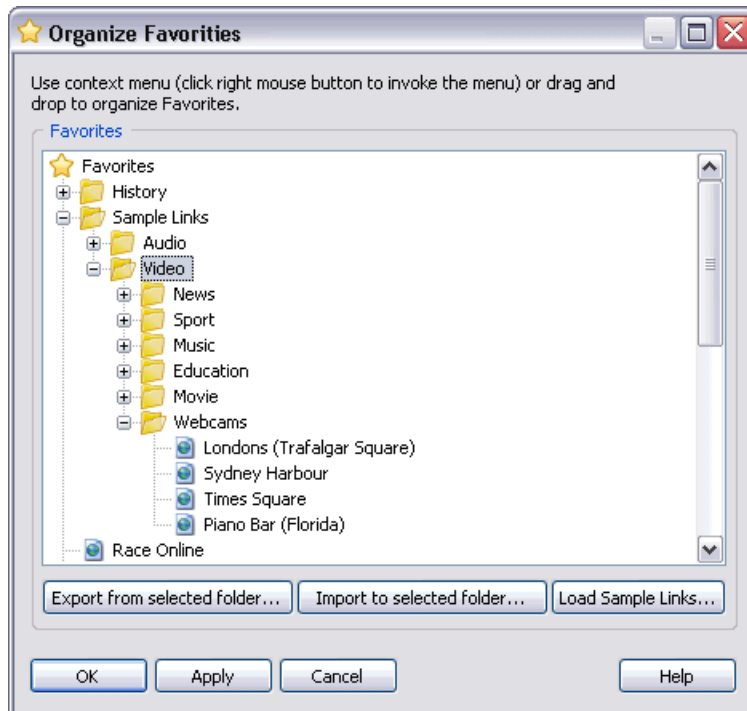 Organize Favorities
Use context menu (click right mouse button to invoke the menu) or drag and
drop to organize Favorites.
Favorites
Favorites
History
Sample Links
Audio
Video
News
Sport
Music
Education
Movie
Webcams
Londons (Trafalgar Square)
Sydney Harbour
Times Square
Piano Bar (Florida)
Race Online
Export from selected folder... Import to selected folder... Load Sample Links...
OK Apply Cancel Help